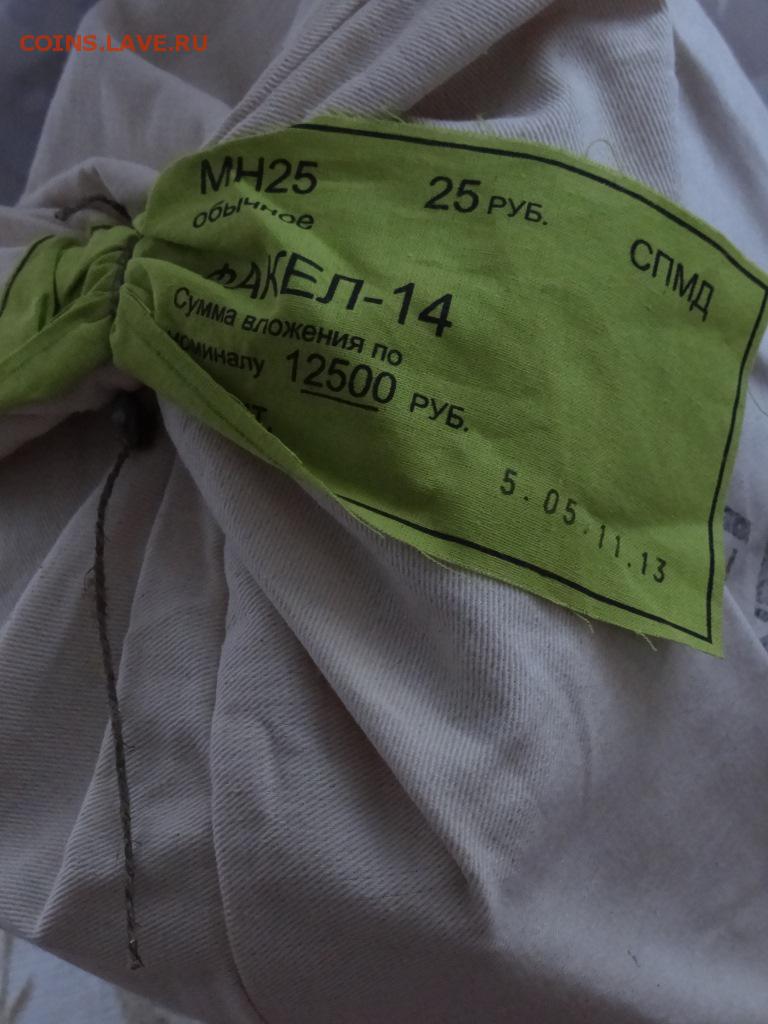 COINS.LAVE.RU
МН25 25 РУБ.
обычное СПМД
ФАКЕЛ-14
Сумма вложения по
номиналу 12500 РУБ.
5.05.11.13